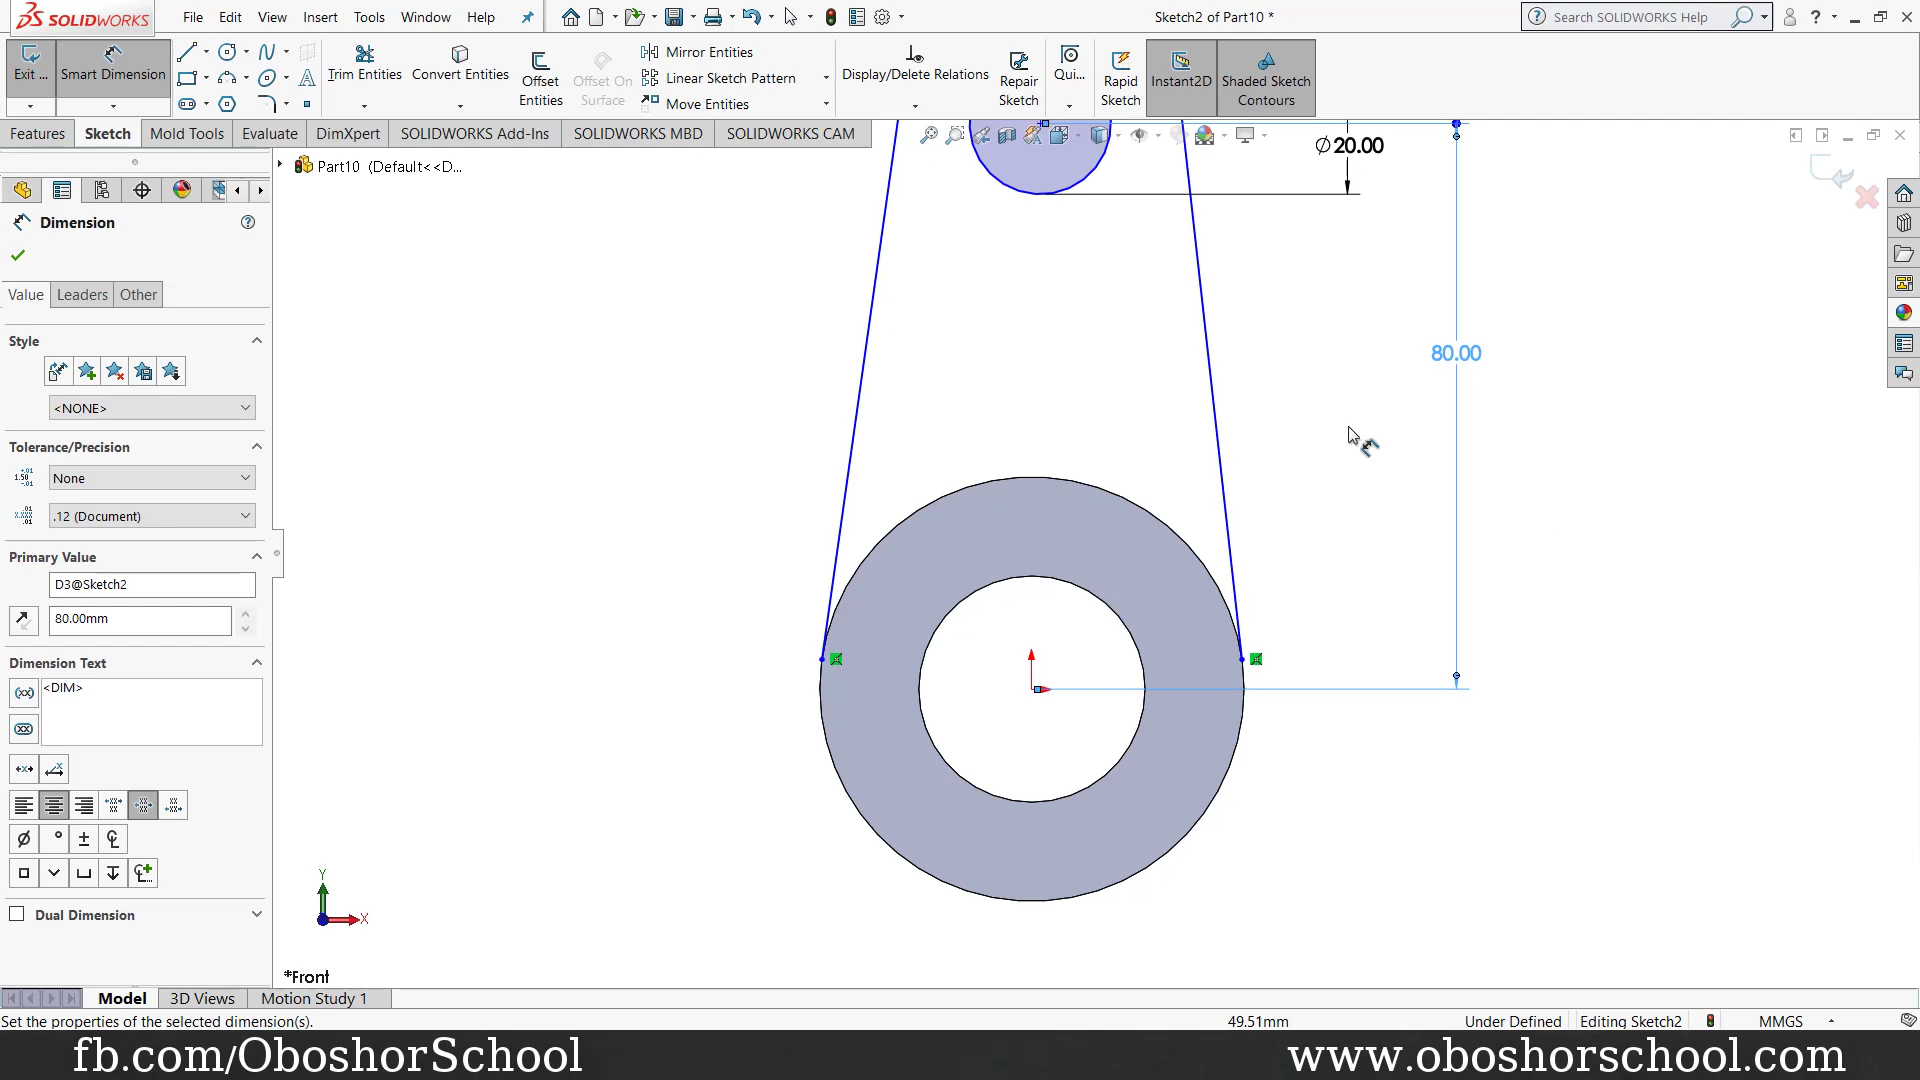 SOLIDWORKS
File Edit View Insert Tools Window Help
Sketch2 of Part10 *
Search SOLIDWORKS Help
Exit ...
Smart Dimension
Trim Entities
Convert Entities
Offset Entities
Offset On Surface
Mirror Entities
Linear Sketch Pattern
Move Entities
Display/Delete Relations
Repair Sketch
Qui...
Rapid Sketch
Instant2D
Shaded Sketch Contours
Features Sketch Mold Tools Evaluate DimXpert SOLIDWORKS Add-Ins SOLIDWORKS MBD SOLIDWORKS CAM
Part10 (Default<<D...
Dimension
Value Leaders Other
Style
<NONE>
Tolerance/Precision
None
.12 (Document)
Primary Value
D3@Sketch2
80.00mm
Dimension Text
<DIM>
Dual Dimension
∅20.00
80.00
Y
X
*Front
Model 3D Views Motion Study 1
Set the properties of the selected dimension(s).
49.51mm Under Defined Editing Sketch2 MMGS
fb.com/OboshorSchool
www.oboshorschool.com